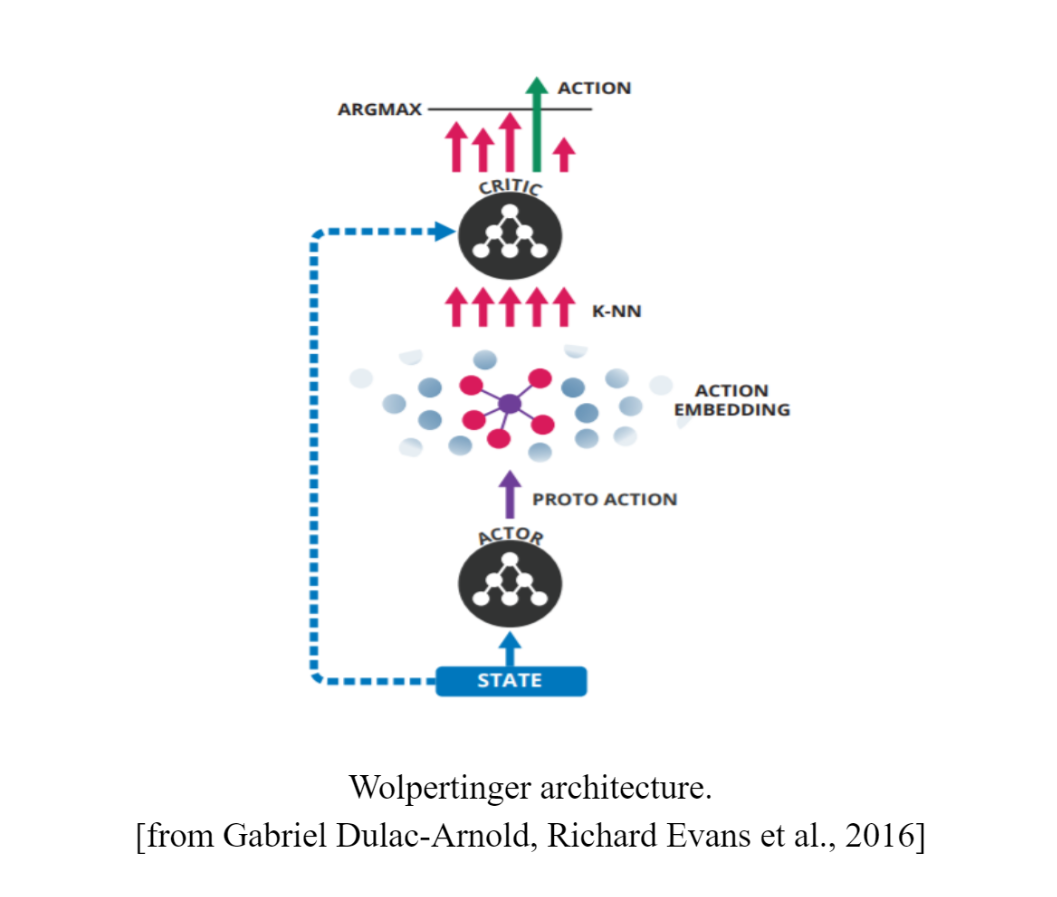 ACTION
ARGMAX
CRITIC
K-NN
ACTION
EMBEDDING
PROTO ACTION
ACTOR
STATE
Wolpertinger architecture.
[from Gabriel Dulac-Arnold, Richard Evans et al., 2016]